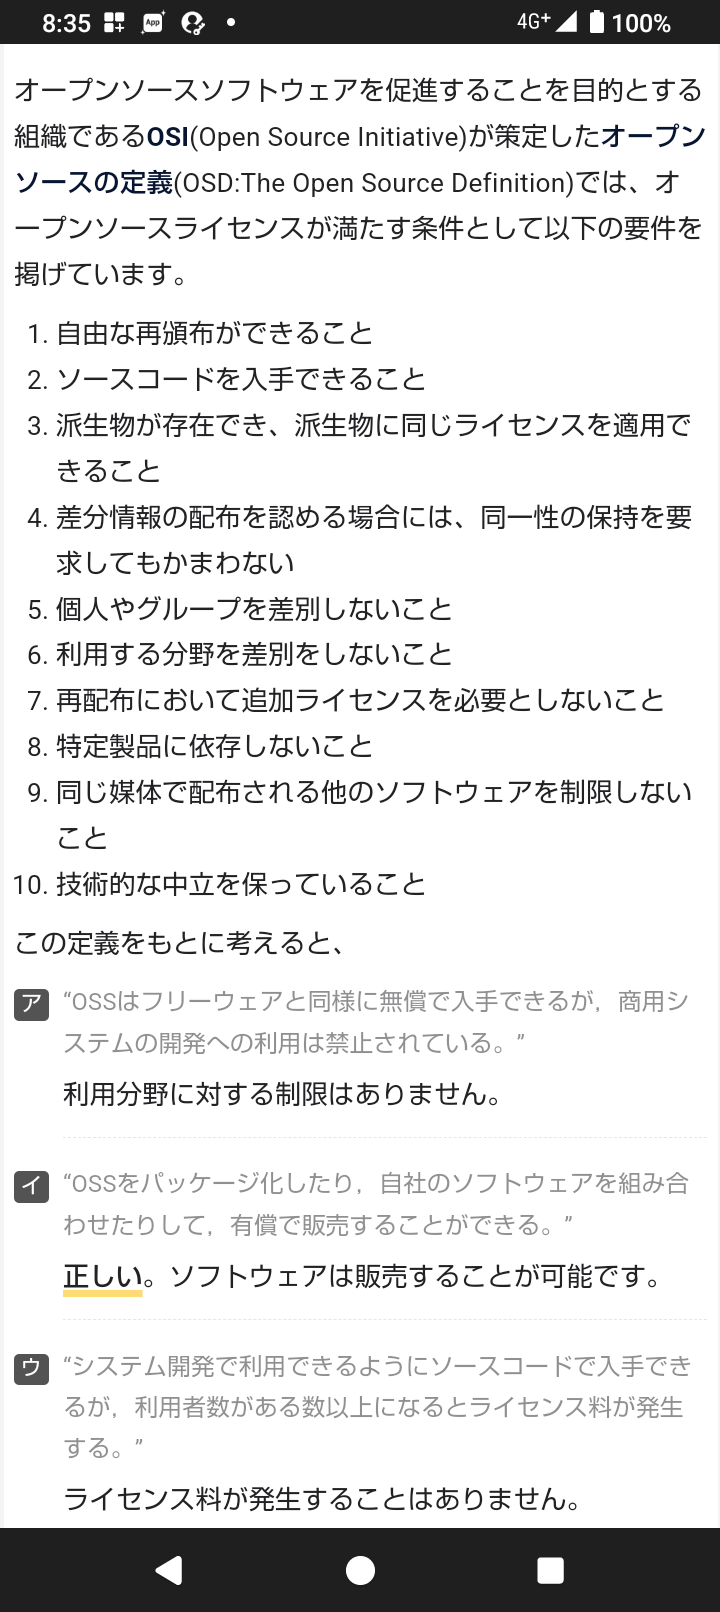 8:35
App
4G+
100%
オープンソースソフトウェアを促進することを目的とする
組織であるOSI(Open Source Initiative)が策定したオープン
ソースの定義(OSD:The Open Source Definition)では、オ
ープンソースライセンスが満たす条件として以下の要件を
掲げています。
1. 自由な再頒布ができること
2. ソースコードを入手できること
3. 派生物が存在でき、派生物に同じライセンスを適用で
きること
4. 差分情報の配布を認める場合には、同一性の保持を要
求してもかまわない
5. 個人やグループを差別しないこと
6. 利用する分野を差別をしないこと
7. 再配布において追加ライセンスを必要としないこと
8. 特定製品に依存しないこと
9. 同じ媒体で配布される他のソフトウェアを制限しない
こと
10. 技術的な中立を保っていること
この定義をもとに考えると、
ア “OSSはフリーウェアと同様に無償で入手できるが，商用シ
ステムの開発への利用は禁止されている。”
利用分野に対する制限はありません。
イ “OSSをパッケージ化したり，自社のソフトウェアを組み合
わせたりして，有償で販売することができる。”
正しい。ソフトウェアは販売することが可能です。
ウ “システム開発で利用できるようにソースコードで入手でき
るが，利用者数がある数以上になるとライセンス料が発生
する。”
ライセンス料が発生することはありません。